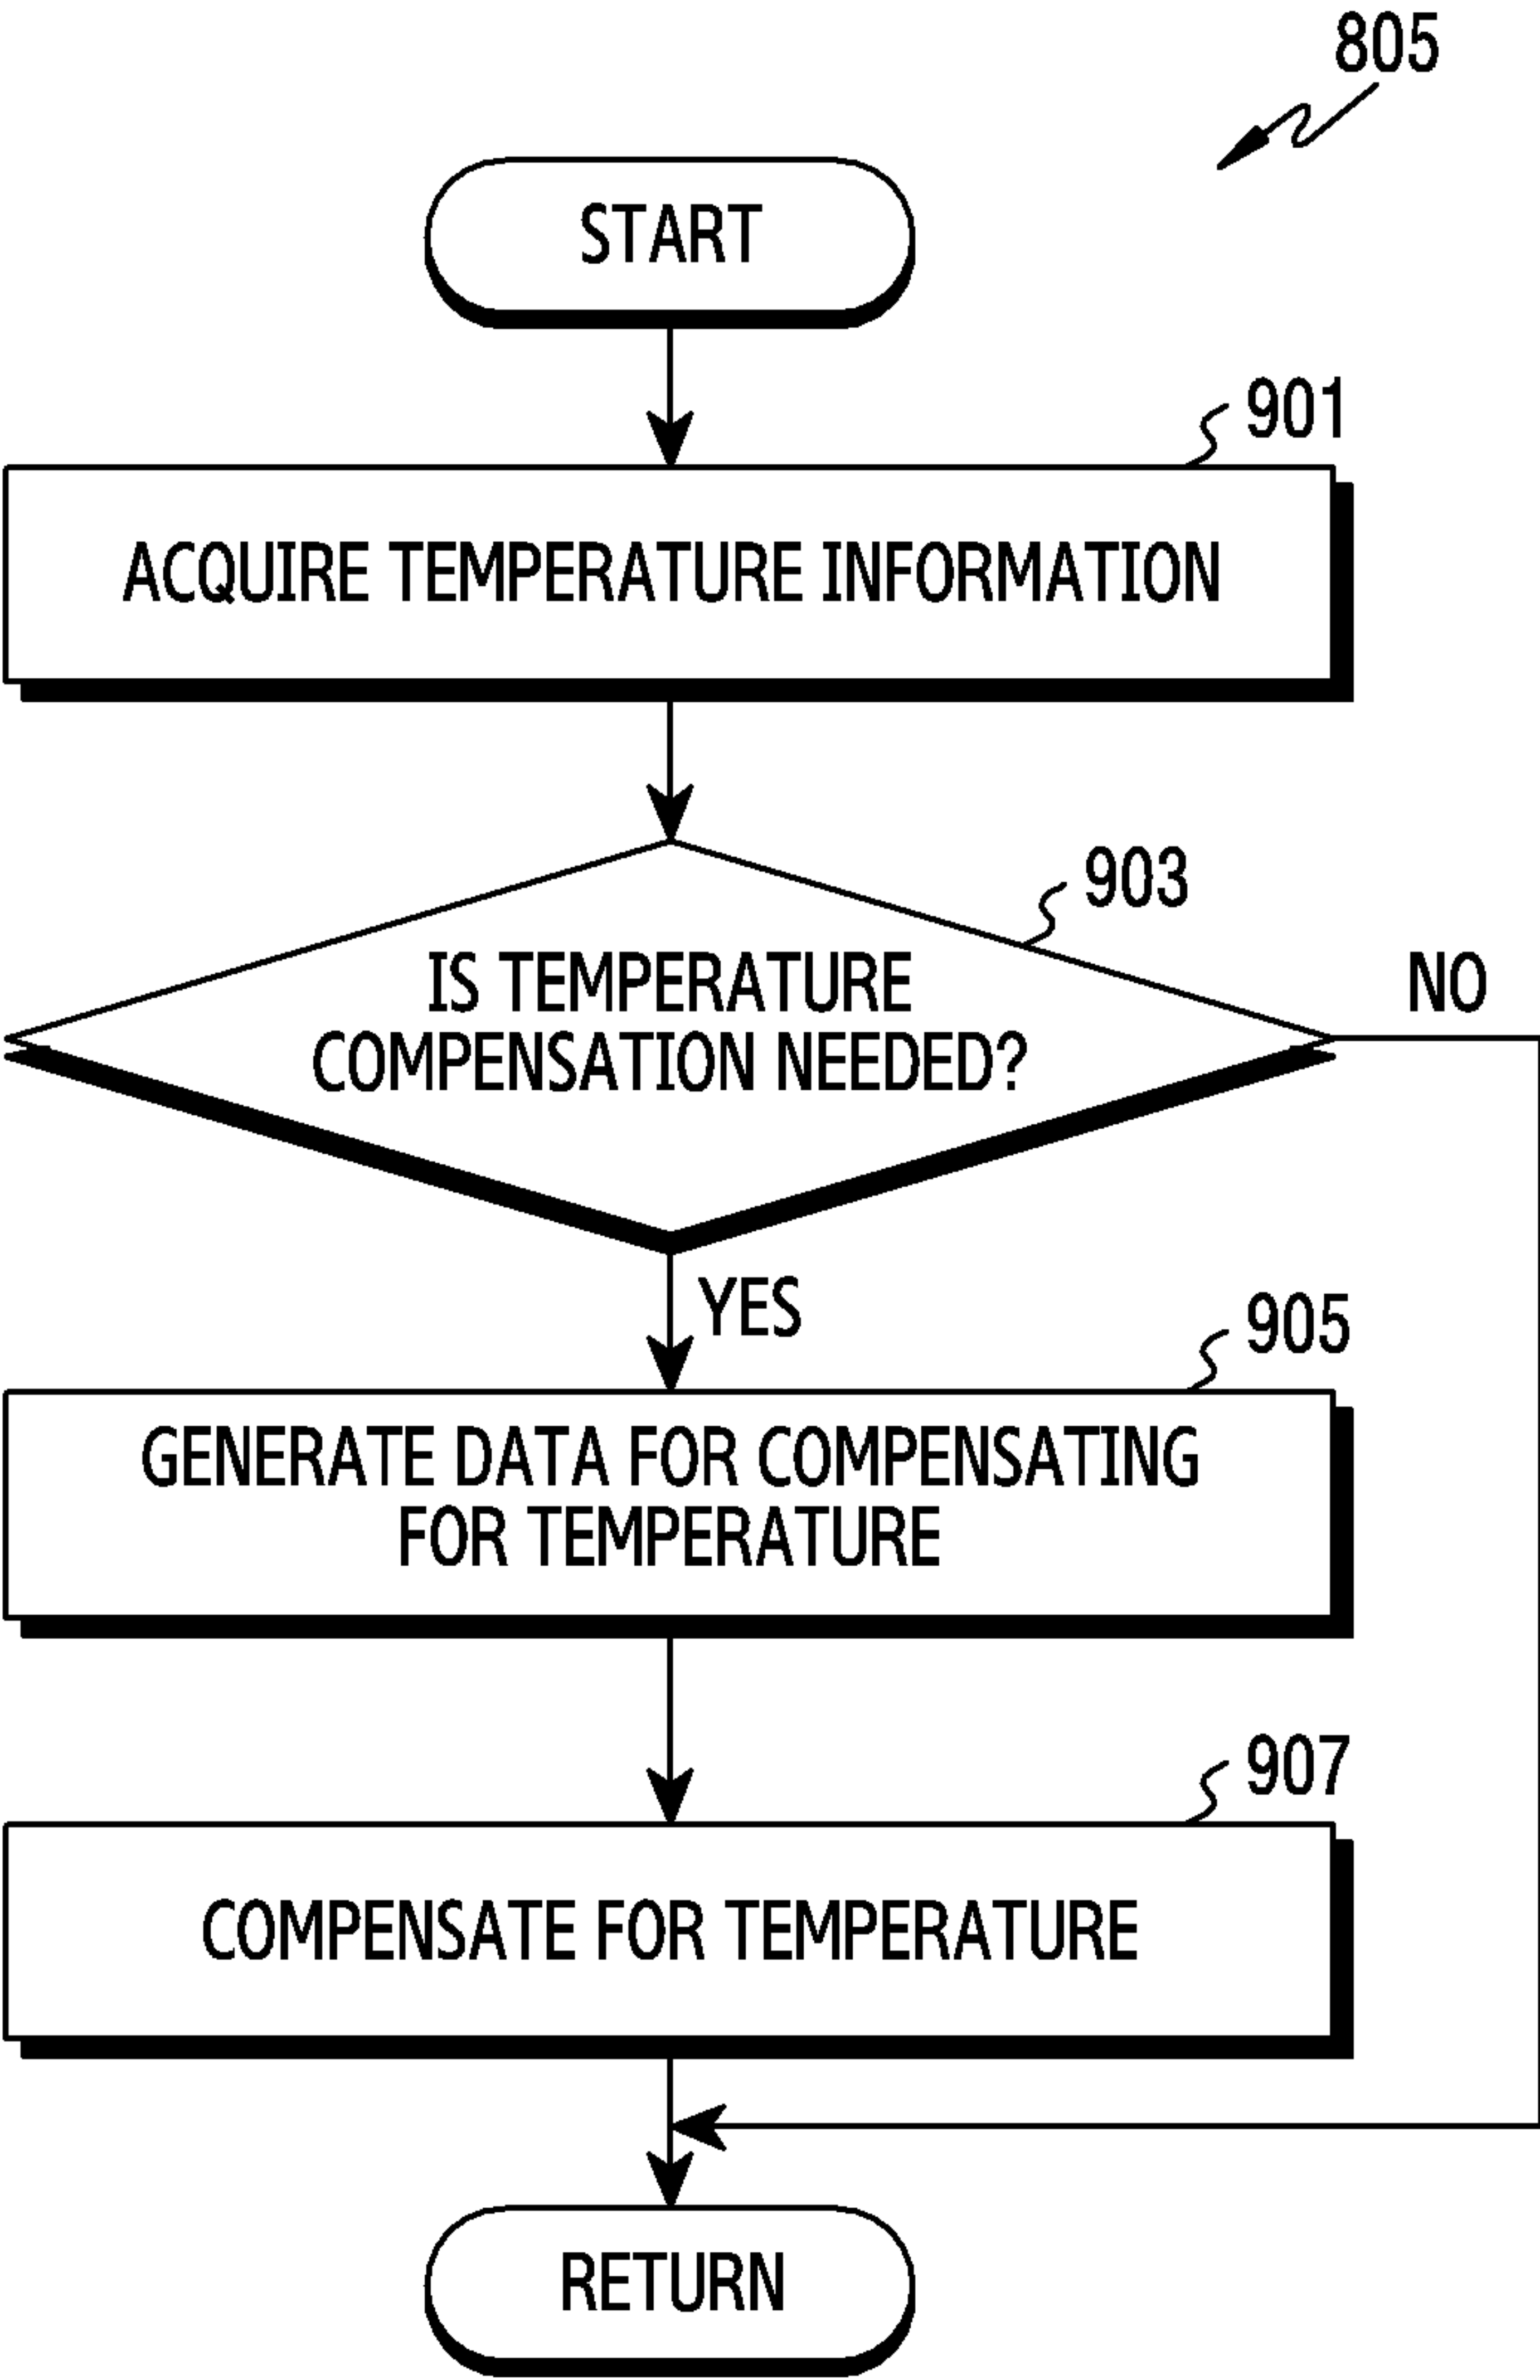 805
START
901
ACQUIRE TEMPERATURE INFORMATION
903
IS TEMPERATURE
COMPENSATION NEEDED?
NO
YES
905
GENERATE DATA FOR COMPENSATING
FOR TEMPERATURE
907
COMPENSATE FOR TEMPERATURE
RETURN